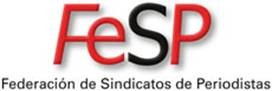 FeSP
Federación de Sindicatos de Periodistas